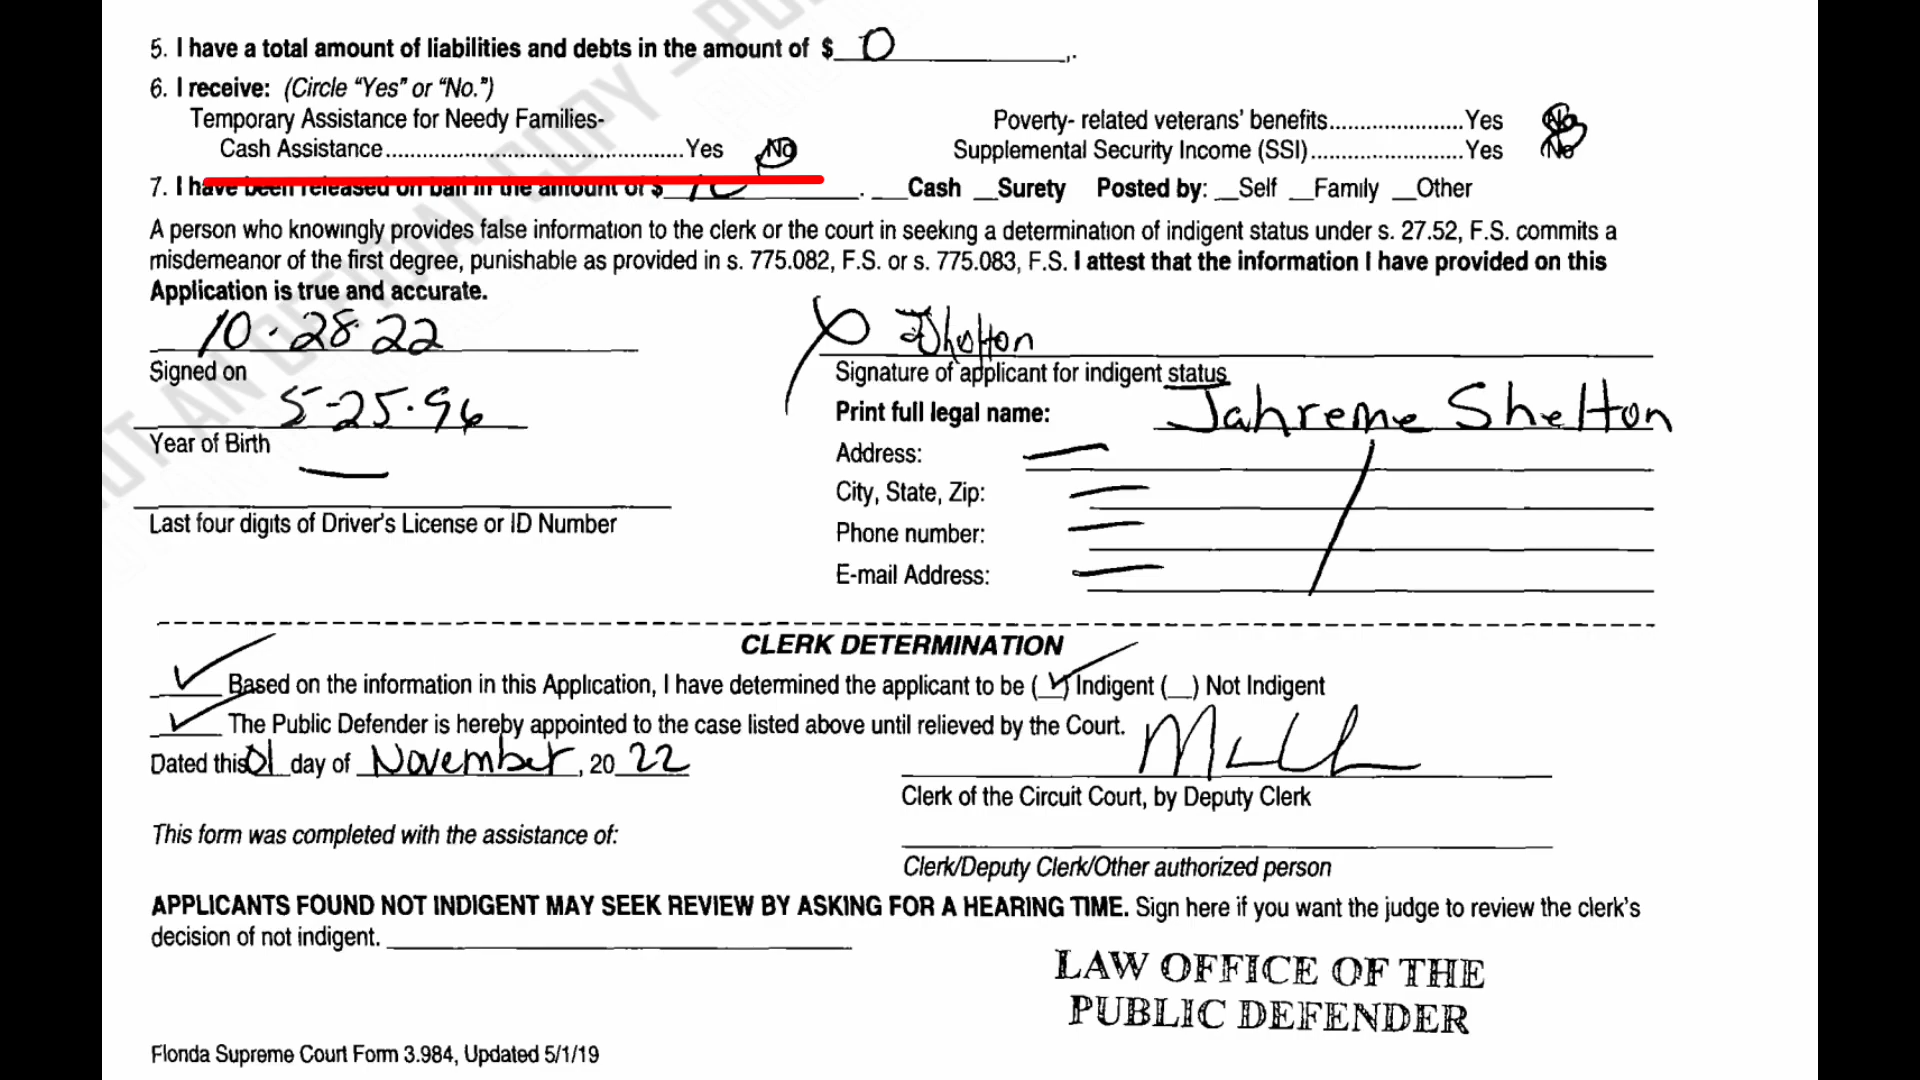 5. I have a total amount of liabilities and debts in the amount of $ 0 .
6. I receive: (Circle "Yes" or "No.")
Temporary Assistance for Needy Families-
Cash Assistance.............................................Yes No
Poverty- related veterans' benefits......................Yes No
Supplemental Security Income (SSI).........................Yes No
7. I have been released on bail in the amount of $ . __Cash __Surety Posted by: __Self __Family __Other
A person who knowingly provides false information to the clerk or the court in seeking a determination of indigent status under s. 27.52, F.S. commits a
misdemeanor of the first degree, punishable as provided in s. 775.082, F.S. or s. 775.083, F.S. I attest that the information I have provided on this
Application is true and accurate.
10-28-22
Signed on
5-25-96
Year of Birth
Last four digits of Driver's License or ID Number
JShelton
Signature of applicant for indigent status
Print full legal name: Jahreme Shelton
Address:
City, State, Zip:
Phone number:
E-mail Address:
CLERK DETERMINATION
Based on the information in this Application, I have determined the applicant to be (✓) Indigent (__) Not Indigent
The Public Defender is hereby appointed to the case listed above until relieved by the Court.
Dated this 01 day of November, 20 22
Clerk of the Circuit Court, by Deputy Clerk
This form was completed with the assistance of:
Clerk/Deputy Clerk/Other authorized person
APPLICANTS FOUND NOT INDIGENT MAY SEEK REVIEW BY ASKING FOR A HEARING TIME. Sign here if you want the judge to review the clerk's
decision of not indigent.
LAW OFFICE OF THE
PUBLIC DEFENDER
Florida Supreme Court Form 3.984, Updated 5/1/19